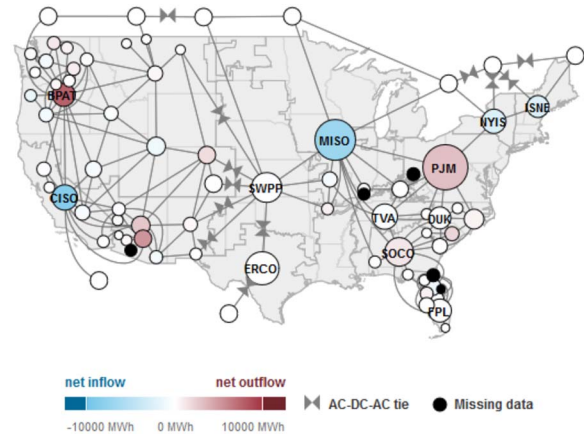 BPAT
NYIS
ISNE
MISO
PJM
CISO
SWPP
TVA
DUK
SOCO
ERCO
FPL
net inflow
net outflow
AC-DC-AC tie
Missing data
-10000 MWh
0 MWh
10000 MWh